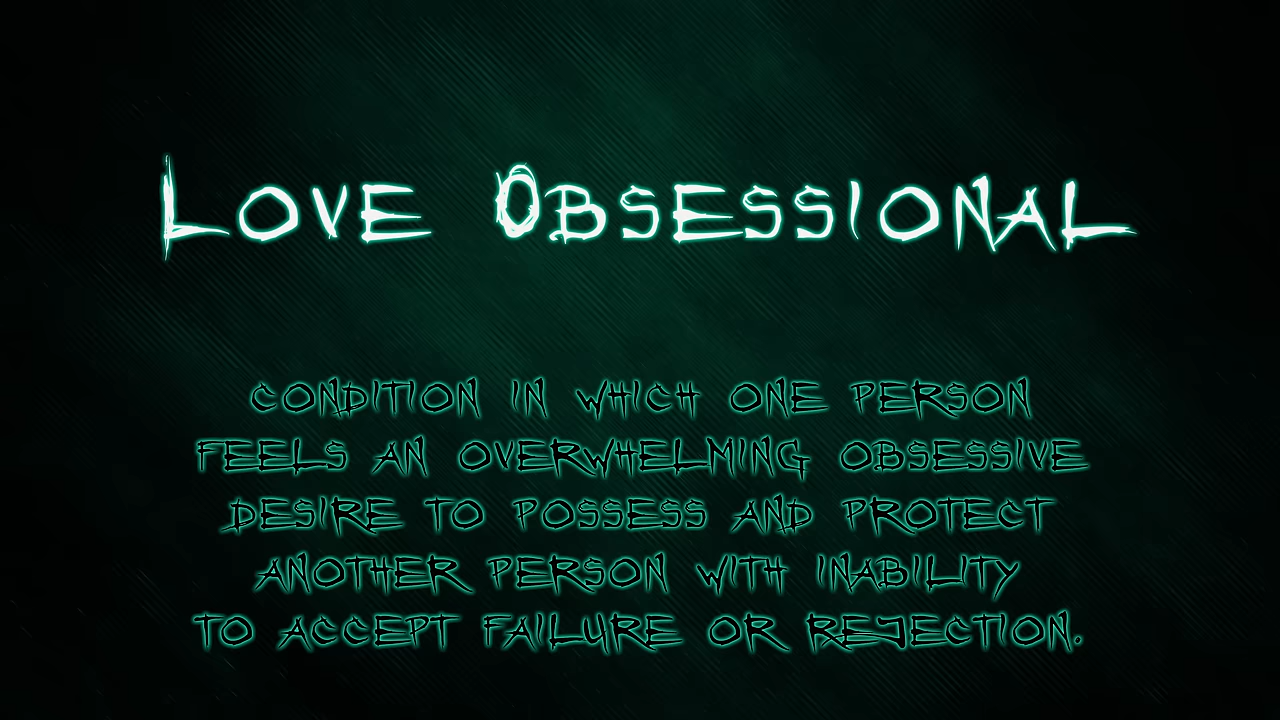 Love Obsessional
condition in which one person
feels an overwhelming obsessive
desire to possess and protect
another person with inability
to accept failure or rejection.